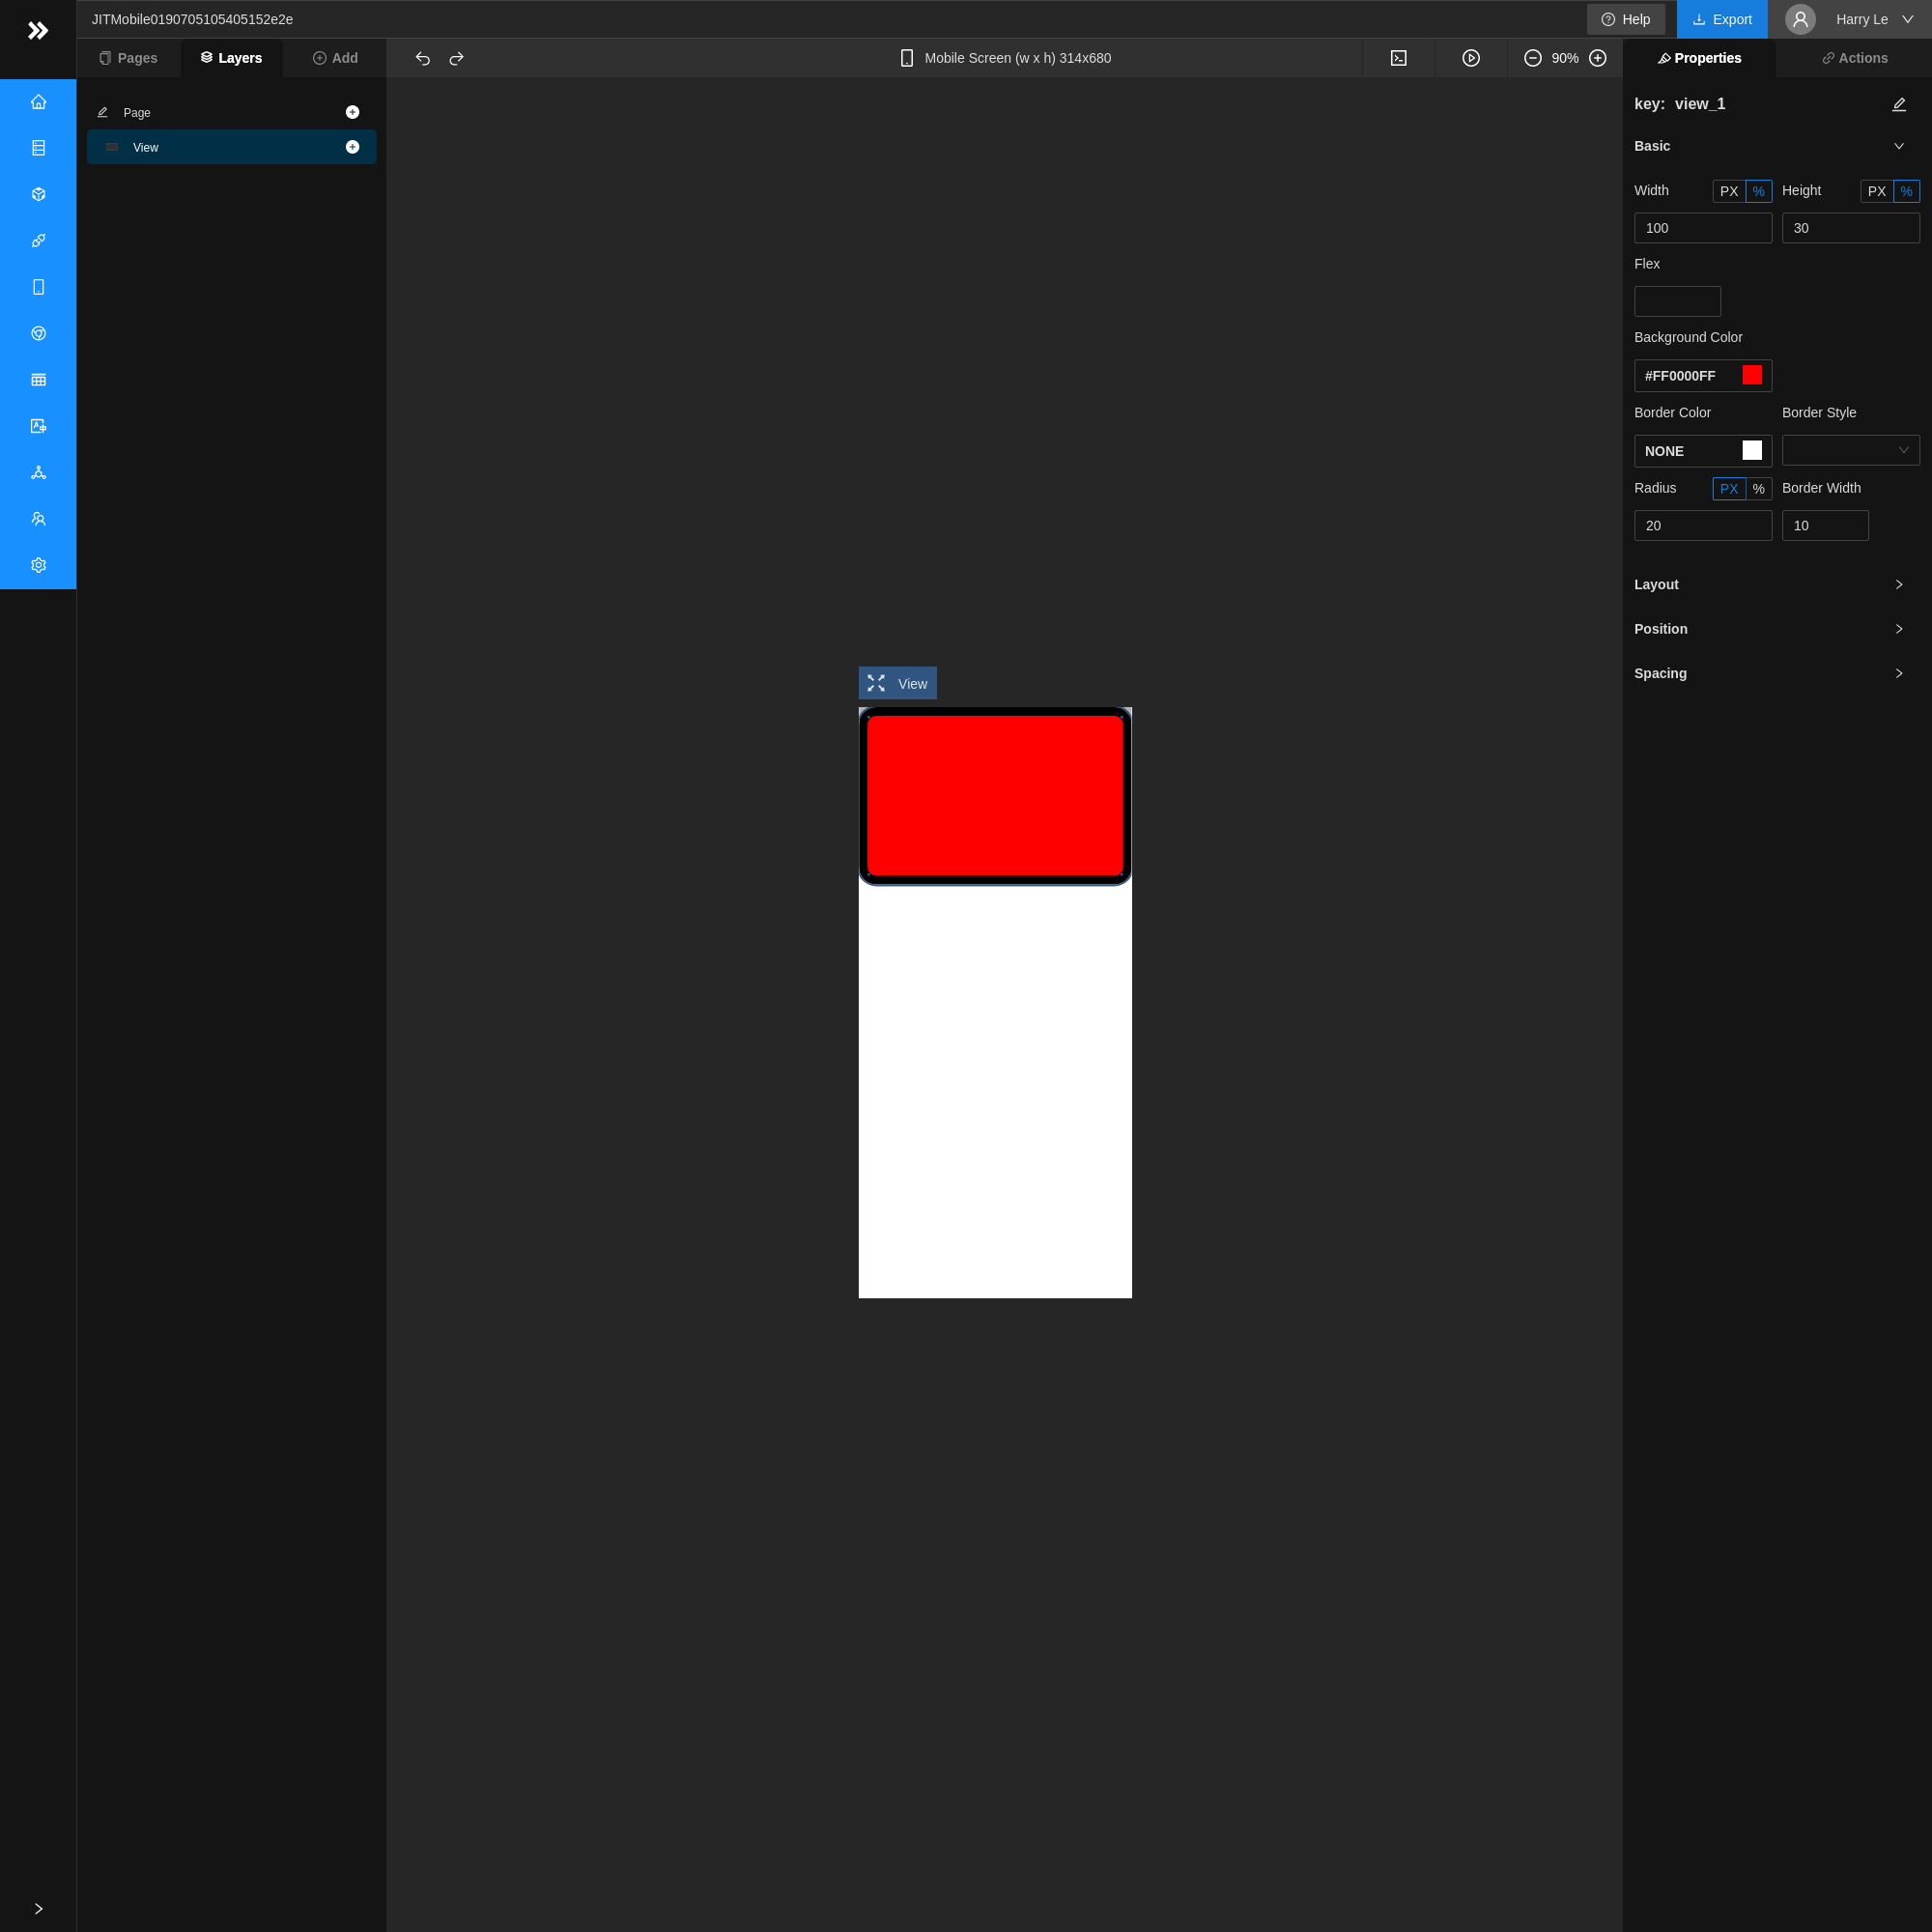 JITMobile0190705105405152e2e
Help
Export
Harry Le
Pages
Layers
Add
Mobile Screen (w x h) 314x680
90%
Properties
Actions
Page
View
key: view_1
Basic
Width PX % Height PX %
100 30
Flex
Background Color
#FF0000FF
Border Color Border Style
NONE
Radius PX % Border Width
20 10
Layout
Position
Spacing
View